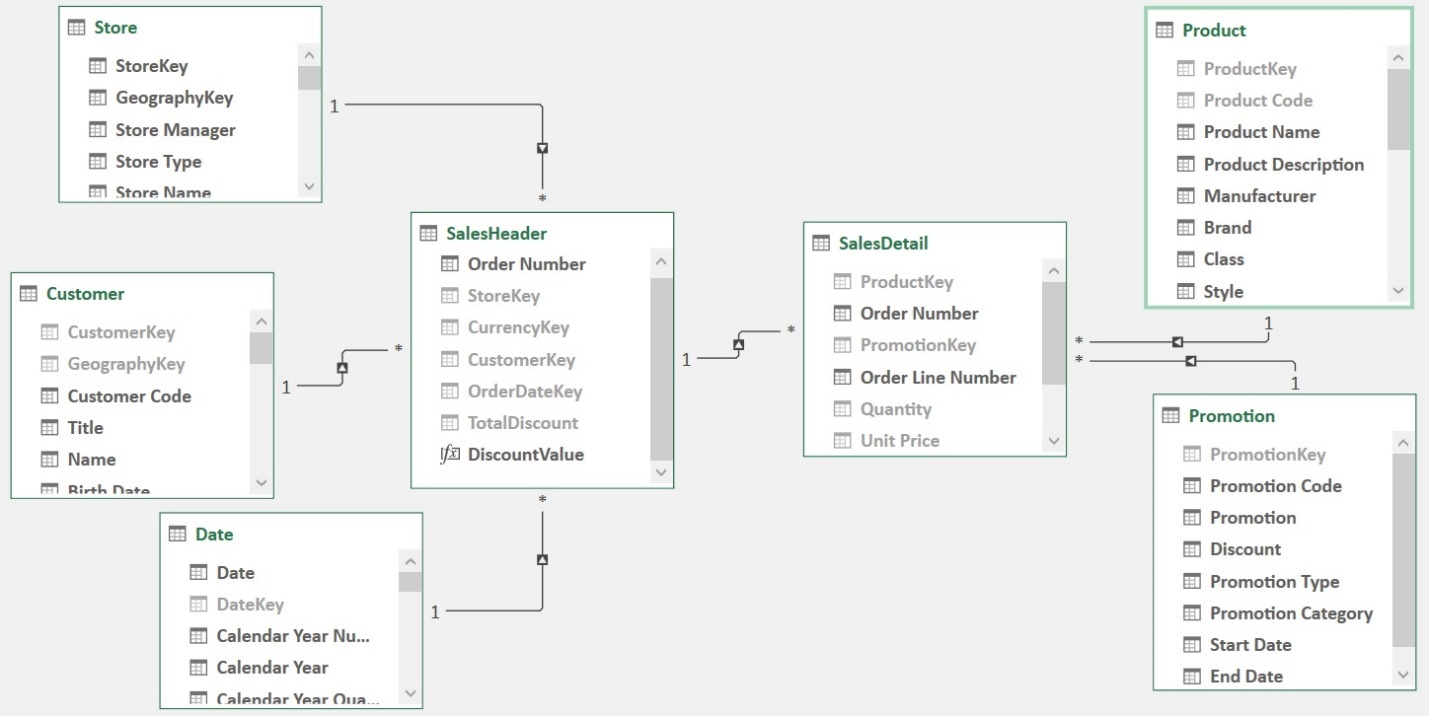 Store
StoreKey
GeographyKey
Store Manager
Store Type
Store Name
1
*
Customer
CustomerKey
GeographyKey
Customer Code
Title
Name
Birth Date
1
*
Date
Date
DateKey
Calendar Year Nu...
Calendar Year
Calendar Year Qua...
1
*
SalesHeader
Order Number
StoreKey
CurrencyKey
CustomerKey
OrderDateKey
TotalDiscount
fx DiscountValue
1
*
SalesDetail
ProductKey
Order Number
PromotionKey
Order Line Number
Quantity
Unit Price
*
*
Product
ProductKey
Product Code
Product Name
Product Description
Manufacturer
Brand
Class
Style
1
1
Promotion
PromotionKey
Promotion Code
Promotion
Discount
Promotion Type
Promotion Category
Start Date
End Date